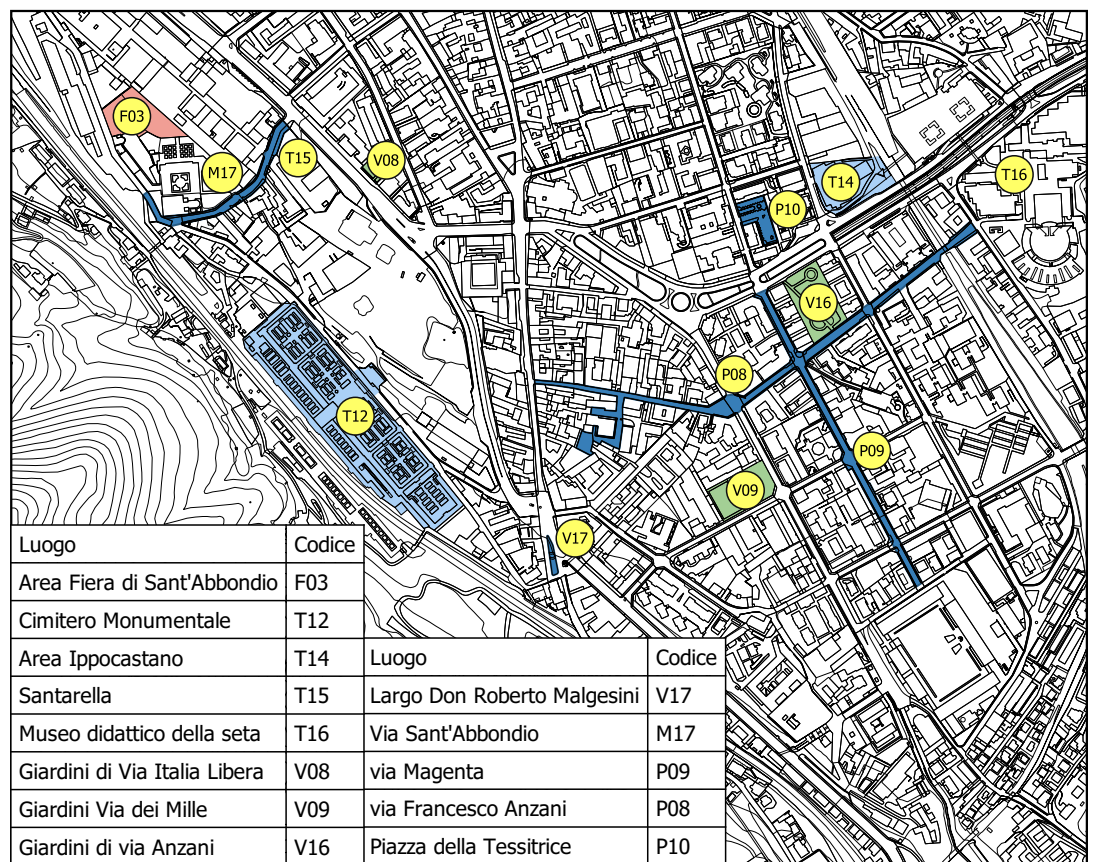 F03
M17
T15
V08
T14
T16
P10
V16
P08
T12
P09
V09
V17
Luogo Codice
Area Fiera di Sant'Abbondio F03
Cimitero Monumentale T12
Area Ippocastano T14
Santarella T15
Museo didattico della seta T16
Giardini di Via Italia Libera V08
Giardini Via dei Mille V09
Giardini di via Anzani V16
Luogo Codice
Largo Don Roberto Malgesini V17
Via Sant'Abbondio M17
via Magenta P09
via Francesco Anzani P08
Piazza della Tessitrice P10